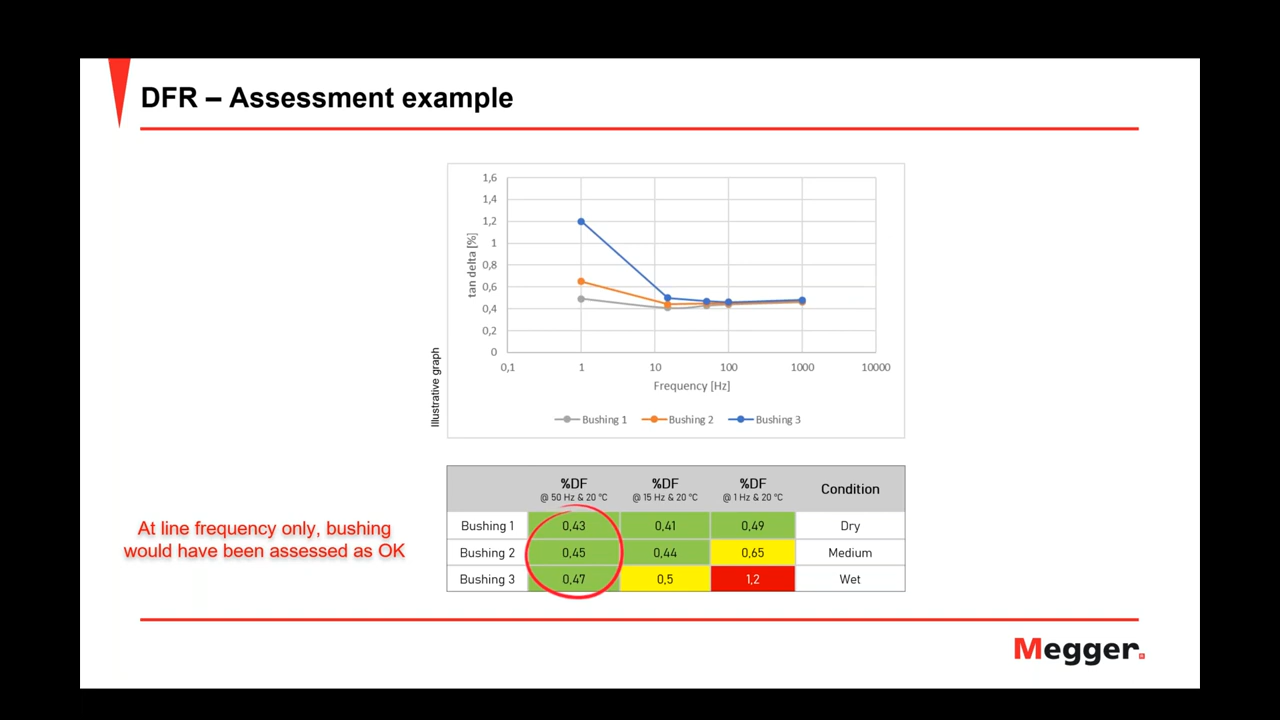 DFR – Assessment example
1,6
1,4
1,2
1
0,8
0,6
0,4
0,2
0
tan delta [%]
0,1 1 10 100 1000 10000
Frequency [Hz]
Bushing 1 Bushing 2 Bushing 3
Illustrative graph
%DF %DF %DF Condition
@ 50 Hz & 20 °C @ 15 Hz & 20 °C @ 1 Hz & 20 °C
Bushing 1 0,43 0,41 0,49 Dry
Bushing 2 0,45 0,44 0,65 Medium
Bushing 3 0,47 0,5 1,2 Wet
At line frequency only, bushing
would have been assessed as OK
Megger.